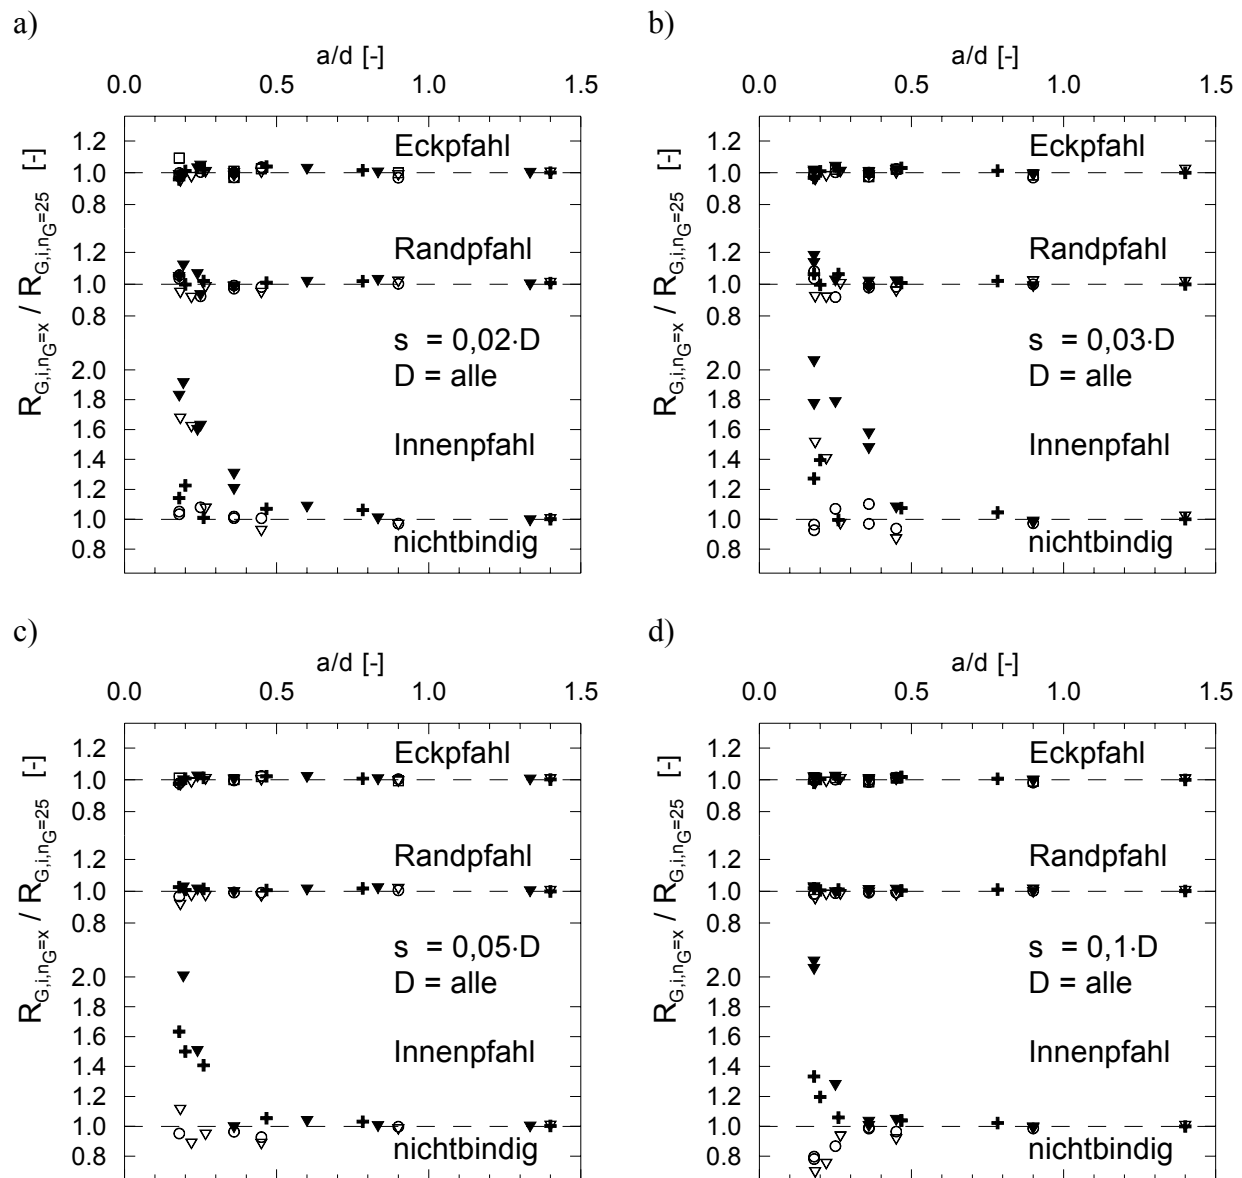 a)
a/d [-]
0.0 0.5 1.0 1.5
R_G,i,n_G=x / R_G,i,n_G=25 [-]
1.2
1.0
0.8
Eckpfahl
1.2
1.0
0.8
Randpfahl
s = 0,02·D
D = alle
2.0
1.8
1.6
1.4
1.2
1.0
0.8
Innenpfahl
nichtbindig
b)
a/d [-]
0.0 0.5 1.0 1.5
R_G,i,n_G=x / R_G,i,n_G=25 [-]
1.2
1.0
0.8
Eckpfahl
1.2
1.0
0.8
Randpfahl
s = 0,03·D
D = alle
2.0
1.8
1.6
1.4
1.2
1.0
0.8
Innenpfahl
nichtbindig
c)
a/d [-]
0.0 0.5 1.0 1.5
R_G,i,n_G=x / R_G,i,n_G=25 [-]
1.2
1.0
0.8
Eckpfahl
1.2
1.0
0.8
Randpfahl
s = 0,05·D
D = alle
2.0
1.8
1.6
1.4
1.2
1.0
0.8
Innenpfahl
nichtbindig
d)
a/d [-]
0.0 0.5 1.0 1.5
R_G,i,n_G=x / R_G,i,n_G=25 [-]
1.2
1.0
0.8
Eckpfahl
1.2
1.0
0.8
Randpfahl
s = 0,1·D
D = alle
2.0
1.8
1.6
1.4
1.2
1.0
0.8
Innenpfahl
nichtbindig